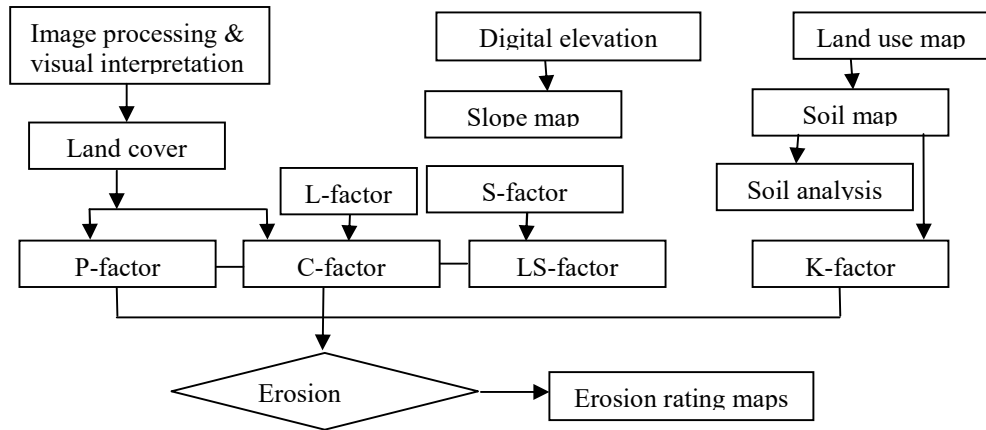 Image processing &
visual interpretation
Digital elevation
Land use map
Slope map
Soil map
Land cover
L-factor
S-factor
Soil analysis
P-factor
C-factor
LS-factor
K-factor
Erosion
Erosion rating maps